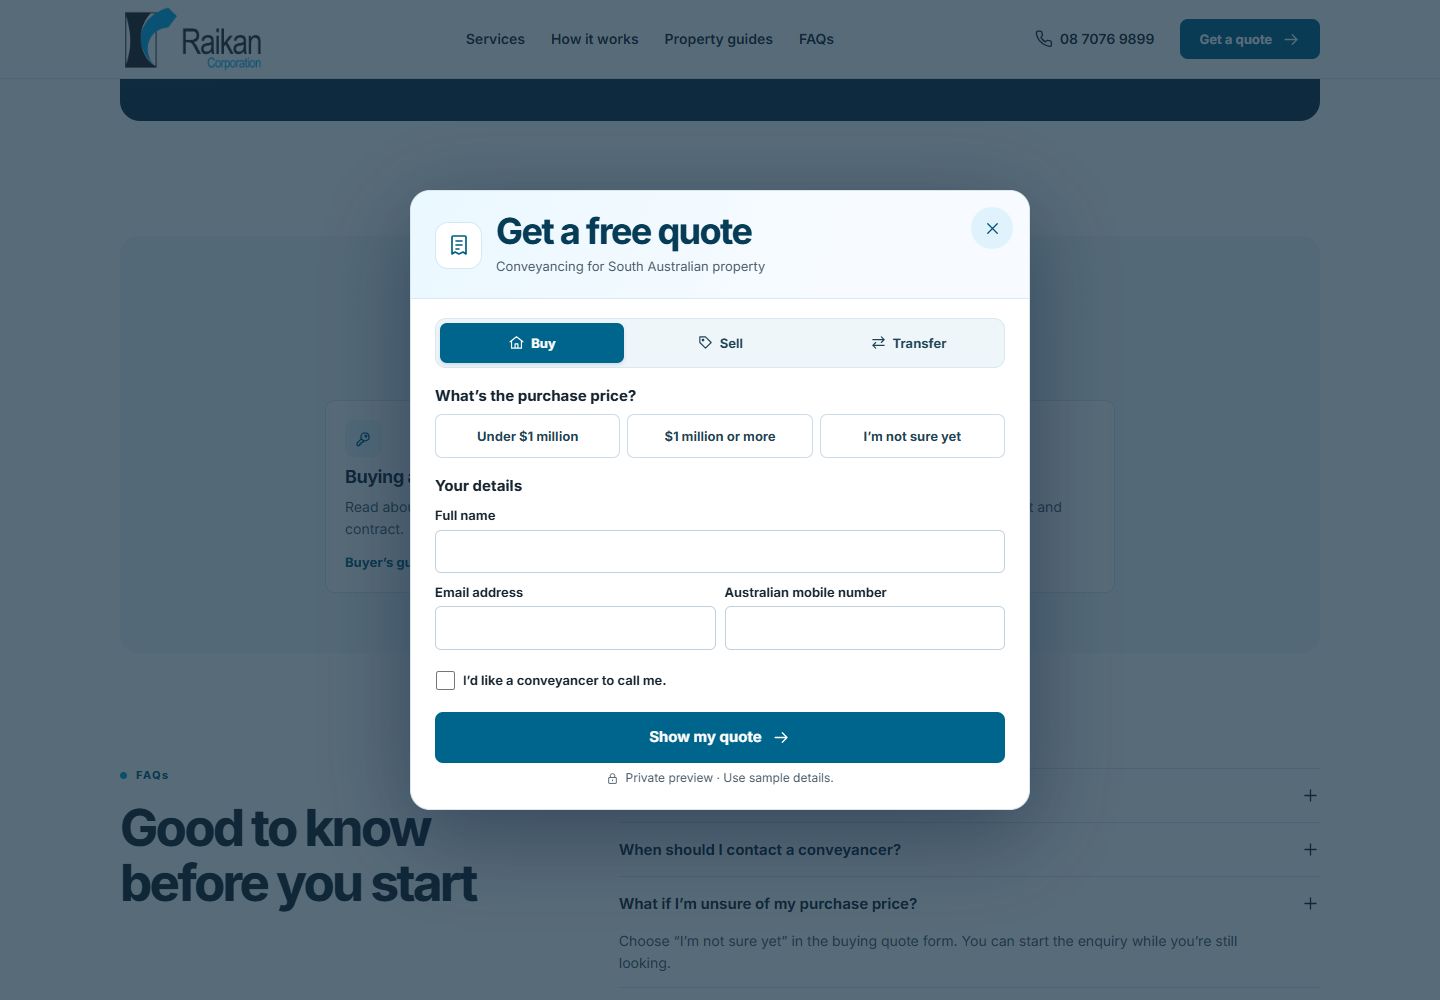 Raikan
Corporation
Services
How it works
Property guides
FAQs
08 7076 9899
Get a quote
Get a free quote
Conveyancing for South Australian property
Buy
Sell
Transfer
What’s the purchase price?
Under $1 million
$1 million or more
I’m not sure yet
Your details
Full name
Email address
Australian mobile number
I’d like a conveyancer to call me.
Show my quote
Private preview · Use sample details.
Buying
Read
contract.
Buyer’s
and
FAQs
Good to know
before you start
When should I contact a conveyancer?
What if I’m unsure of my purchase price?
Choose “I’m not sure yet” in the buying quote form. You can start the enquiry while you’re still
looking.